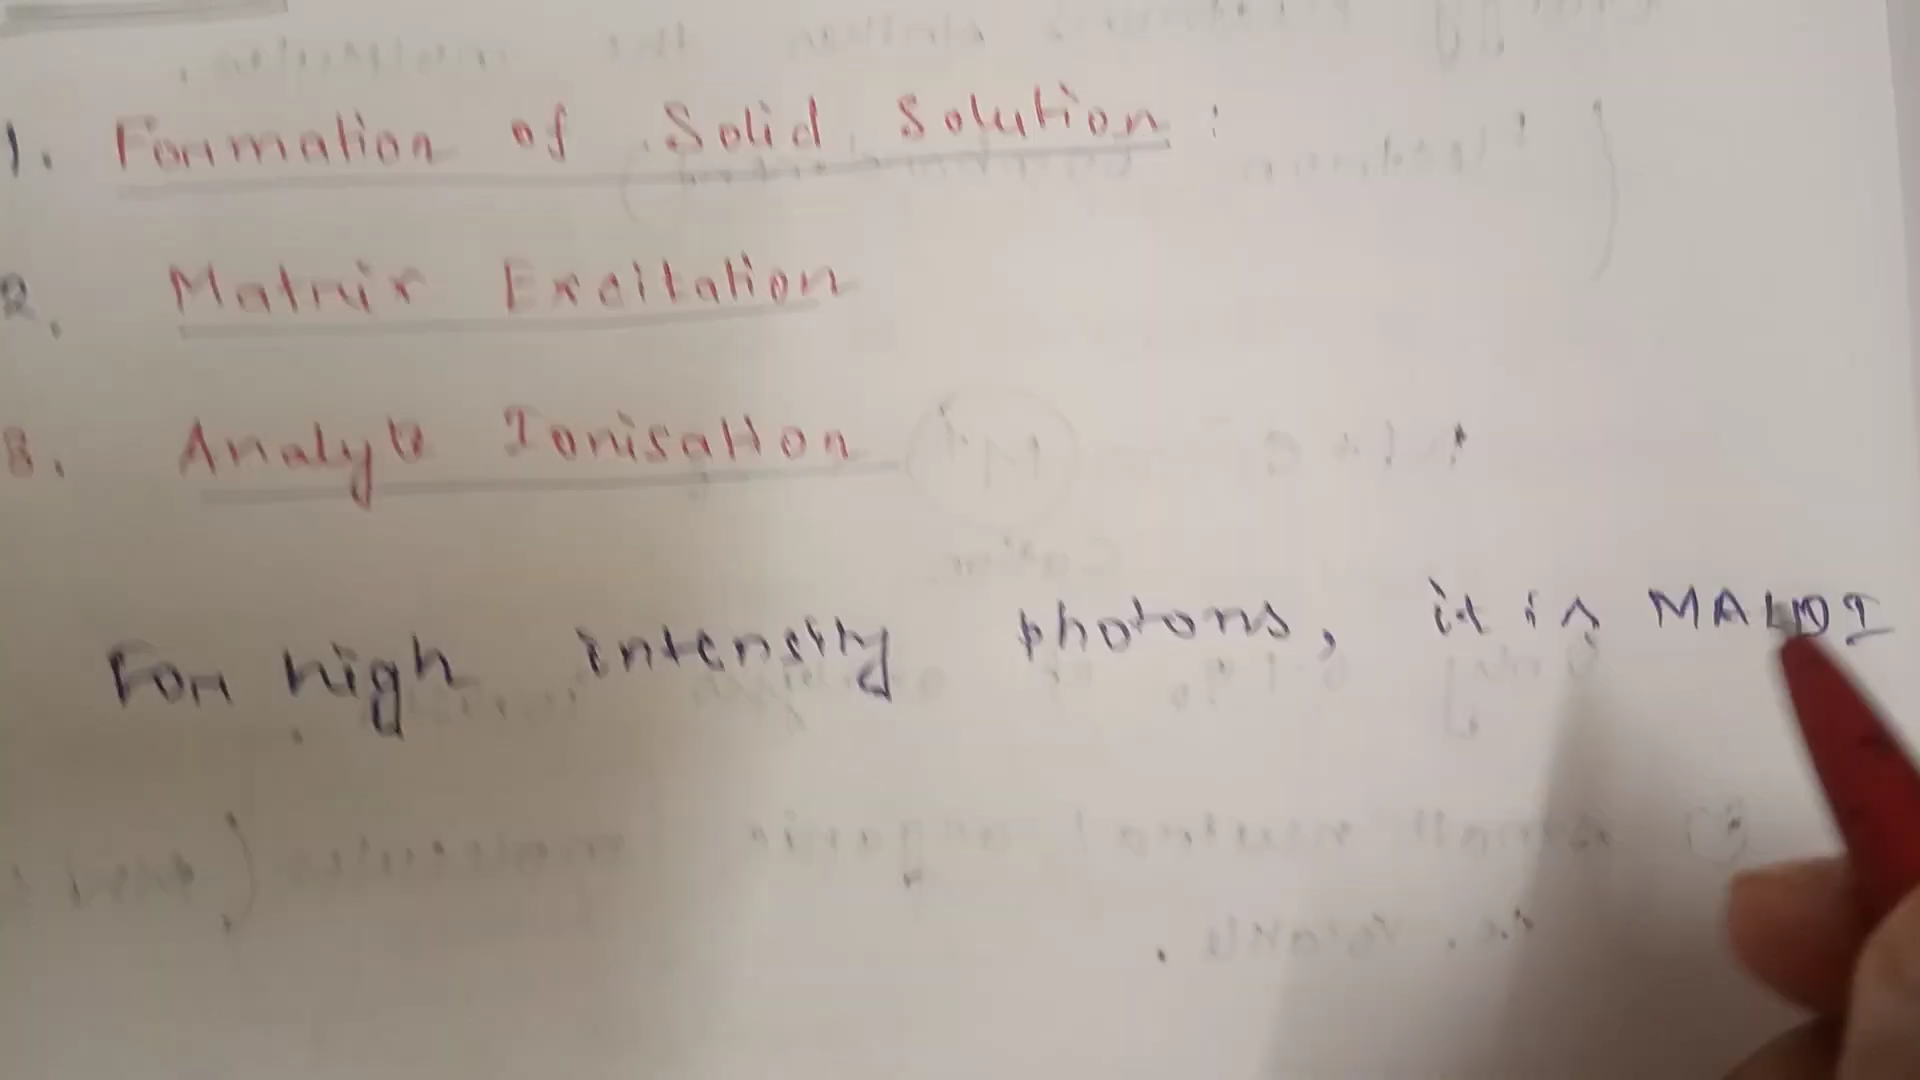 1. Formation of Solid Solution :
2. Matrix Excitation
3. Analyte Ionisation
For high intensity photons, it is MALDI